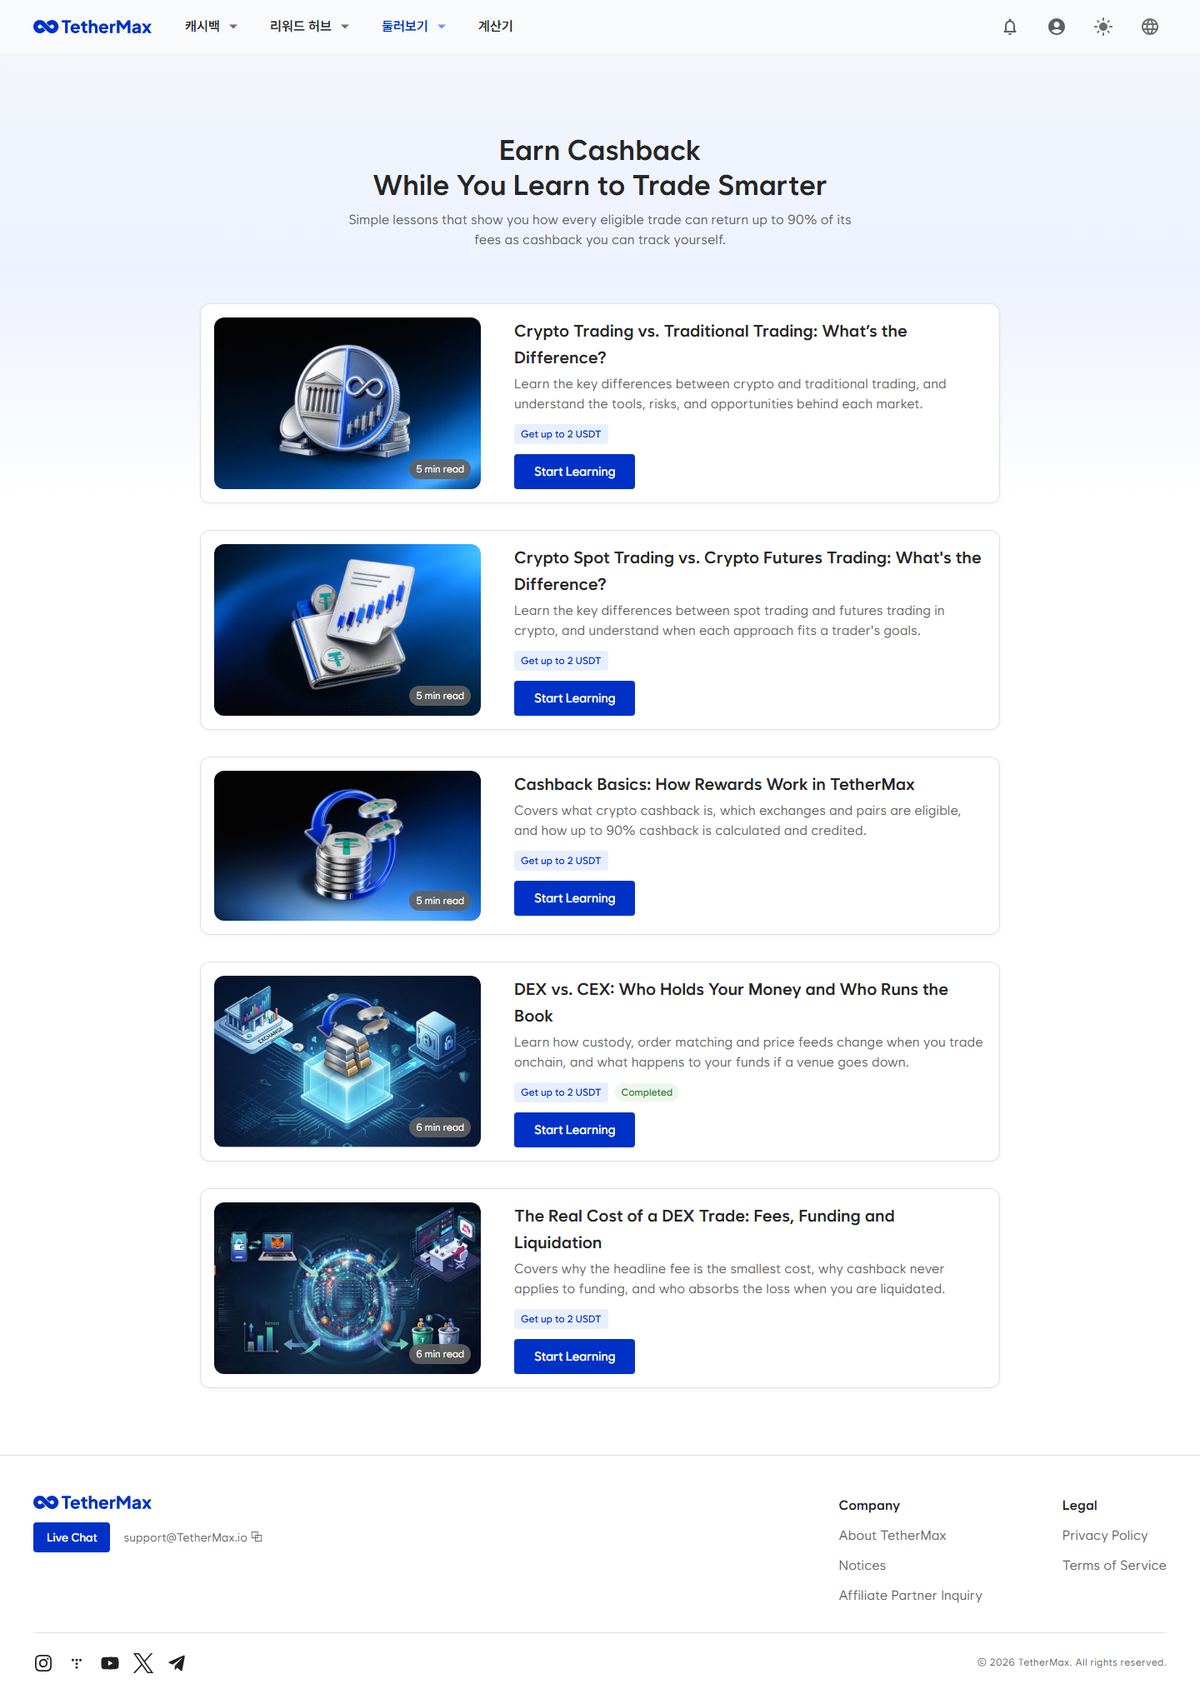 TetherMax
캐시백
리워드 허브
둘러보기
계산기
Earn Cashback
While You Learn to Trade Smarter
Simple lessons that show you how every eligible trade can return up to 90% of its
fees as cashback you can track yourself.
5 min read
Crypto Trading vs. Traditional Trading: What’s the
Difference?
Learn the key differences between crypto and traditional trading, and
understand the tools, risks, and opportunities behind each market.
Get up to 2 USDT
Start Learning
5 min read
Crypto Spot Trading vs. Crypto Futures Trading: What's the
Difference?
Learn the key differences between spot trading and futures trading in
crypto, and understand when each approach fits a trader's goals.
Get up to 2 USDT
Start Learning
5 min read
Cashback Basics: How Rewards Work in TetherMax
Covers what crypto cashback is, which exchanges and pairs are eligible,
and how up to 90% cashback is calculated and credited.
Get up to 2 USDT
Start Learning
EXCHANGE
6 min read
DEX vs. CEX: Who Holds Your Money and Who Runs the
Book
Learn how custody, order matching and price feeds change when you trade
onchain, and what happens to your funds if a venue goes down.
Get up to 2 USDT
Completed
Start Learning
6 min read
The Real Cost of a DEX Trade: Fees, Funding and
Liquidation
Covers why the headline fee is the smallest cost, why cashback never
applies to funding, and who absorbs the loss when you are liquidated.
Get up to 2 USDT
Start Learning
TetherMax
Live Chat
support@TetherMax.io
Company
About TetherMax
Notices
Affiliate Partner Inquiry
Legal
Privacy Policy
Terms of Service
© 2026 TetherMax. All rights reserved.